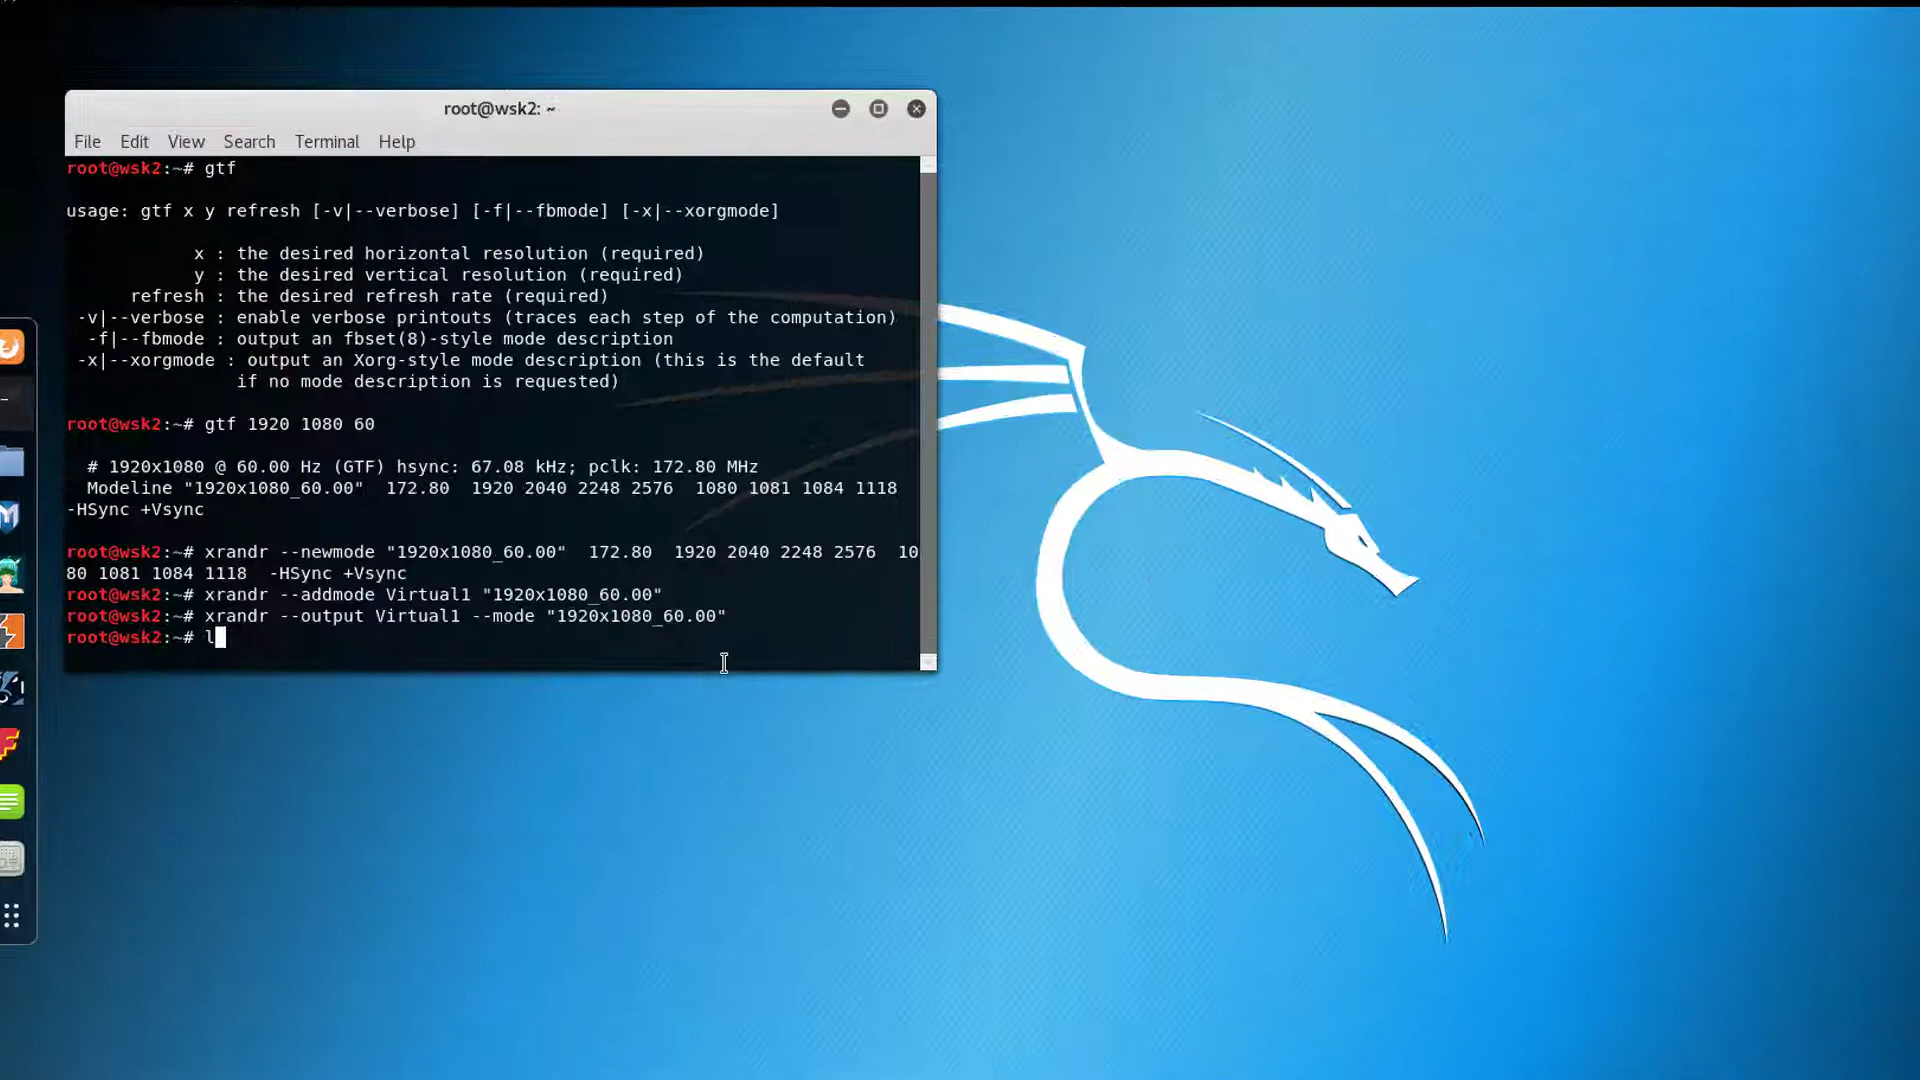 root@wsk2: ~
File Edit View Search Terminal Help
root@wsk2:~# gtf
usage: gtf x y refresh [-v|--verbose] [-f|--fbmode] [-x|--xorgmode]
x : the desired horizontal resolution (required)
y : the desired vertical resolution (required)
refresh : the desired refresh rate (required)
-v|--verbose : enable verbose printouts (traces each step of the computation)
-f|--fbmode : output an fbset(8)-style mode description
-x|--xorgmode : output an Xorg-style mode description (this is the default
if no mode description is requested)
root@wsk2:~# gtf 1920 1080 60
# 1920x1080 @ 60.00 Hz (GTF) hsync: 67.08 kHz; pclk: 172.80 MHz
Modeline "1920x1080_60.00"  172.80  1920 2040 2248 2576  1080 1081 1084 1118
-HSync +Vsync
root@wsk2:~# xrandr --newmode "1920x1080_60.00"  172.80  1920 2040 2248 2576  10
80 1081 1084 1118  -HSync +Vsync
root@wsk2:~# xrandr --addmode Virtual1 "1920x1080_60.00"
root@wsk2:~# xrandr --output Virtual1 --mode "1920x1080_60.00"
root@wsk2:~# l